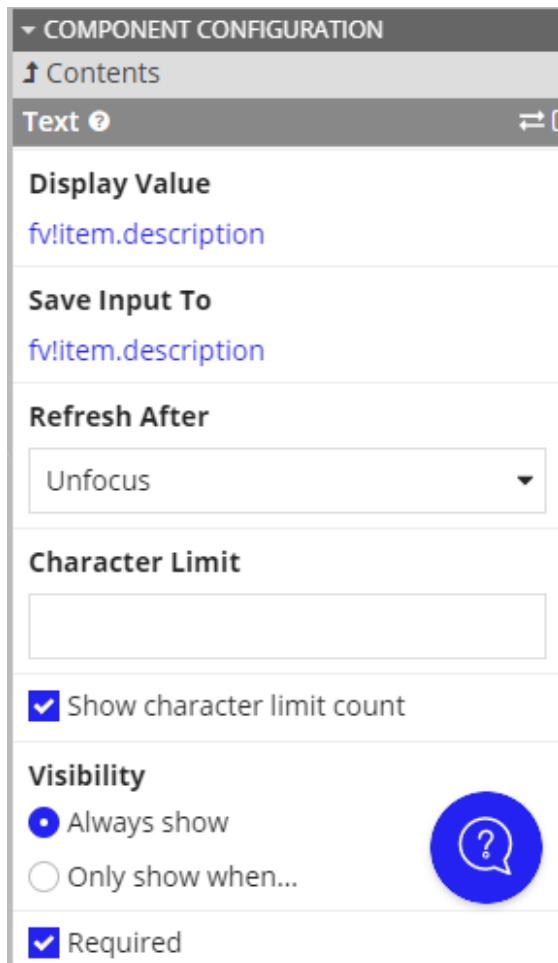 COMPONENT CONFIGURATION
Contents
Text ?
Display Value
fv!item.description
Save Input To
fv!item.description
Refresh After
Unfocus
Character Limit
Show character limit count
Visibility
Always show
Only show when...
Required
?